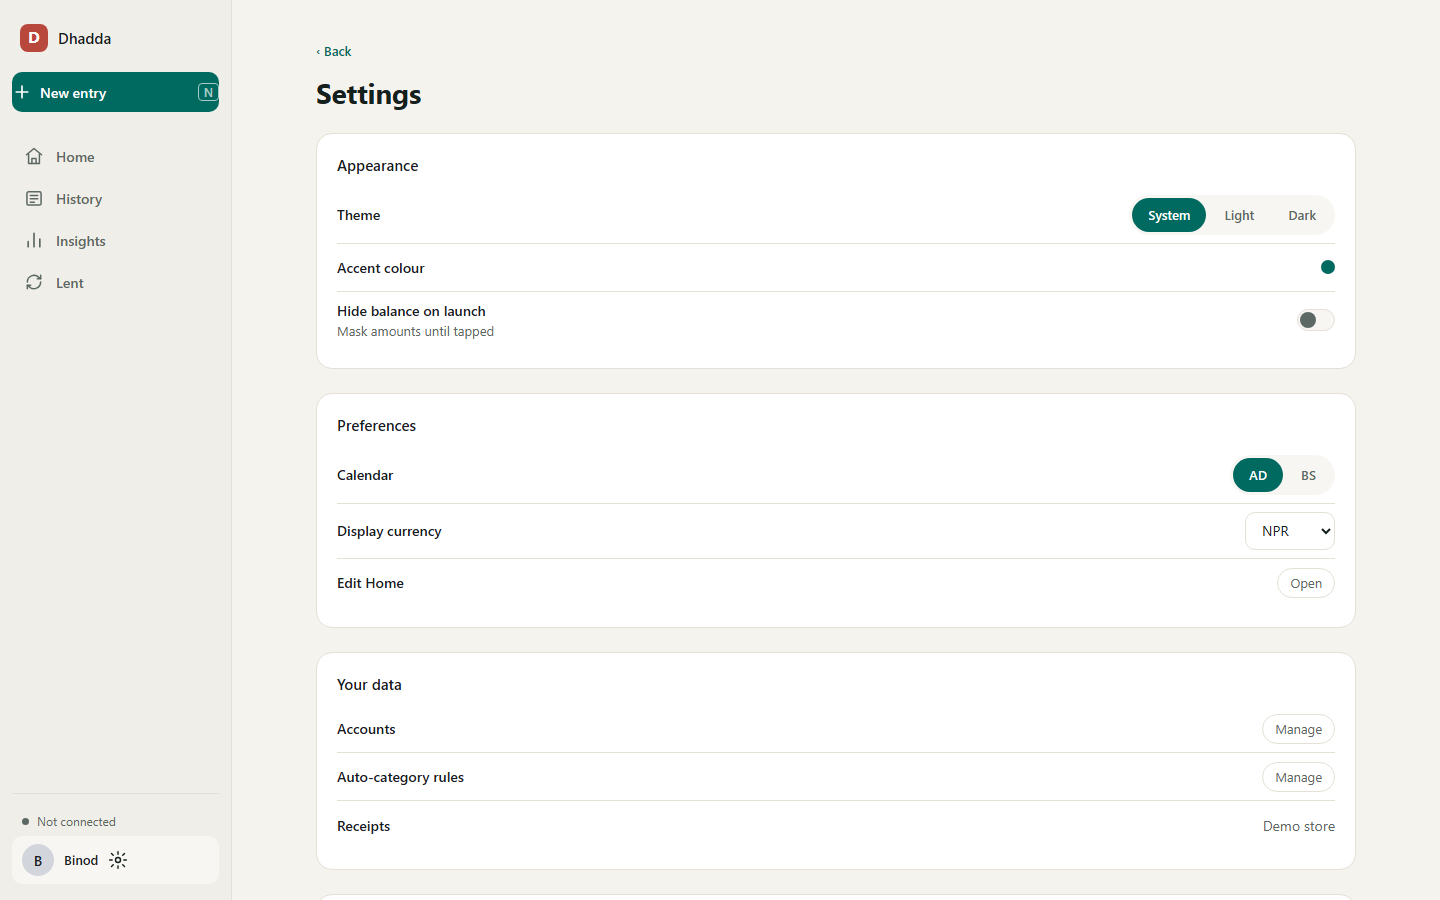 D Dhadda
New entry N
Home
History
Insights
Lent
Not connected
B Binod
‹ Back
Settings
Appearance
Theme System Light Dark
Accent colour
Hide balance on launch
Mask amounts until tapped
Preferences
Calendar AD BS
Display currency NPR
Edit Home Open
Your data
Accounts Manage
Auto-category rules Manage
Receipts Demo store